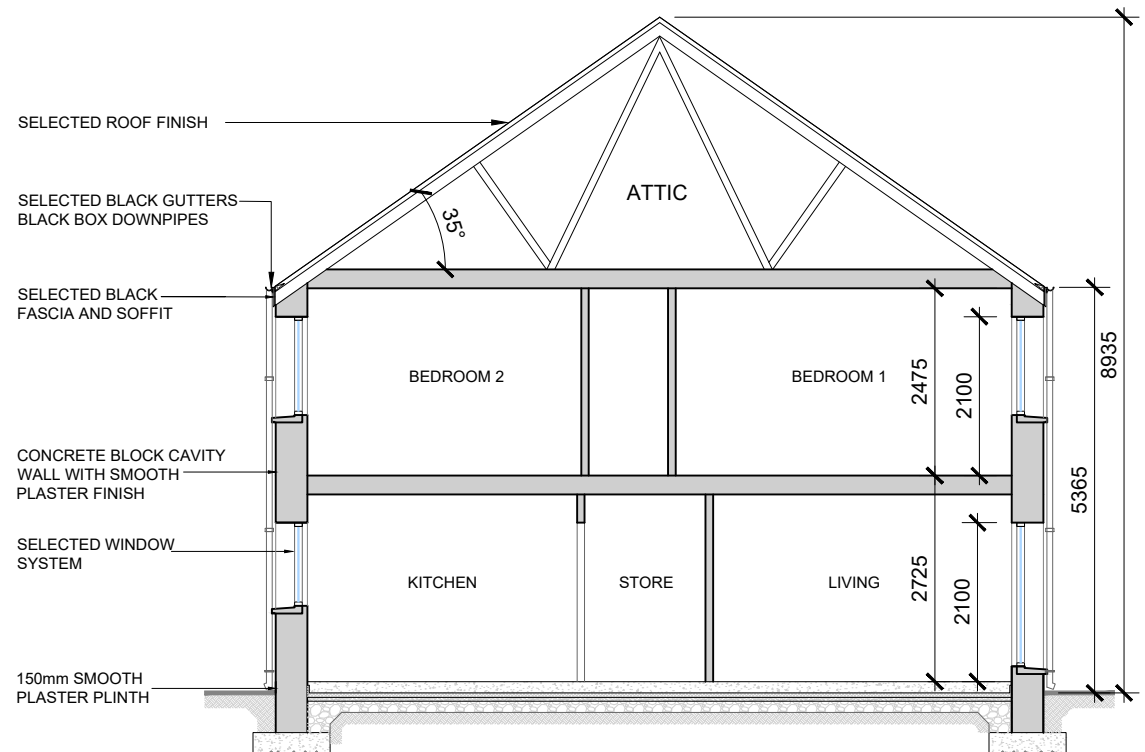 SELECTED ROOF FINISH
SELECTED BLACK GUTTERS
BLACK BOX DOWNPIPES
SELECTED BLACK
FASCIA AND SOFFIT
CONCRETE BLOCK CAVITY
WALL WITH SMOOTH
PLASTER FINISH
SELECTED WINDOW
SYSTEM
150mm SMOOTH
PLASTER PLINTH
35°
ATTIC
BEDROOM 2
BEDROOM 1
KITCHEN
STORE
LIVING
2475
2100
2725
2100
5365
8935